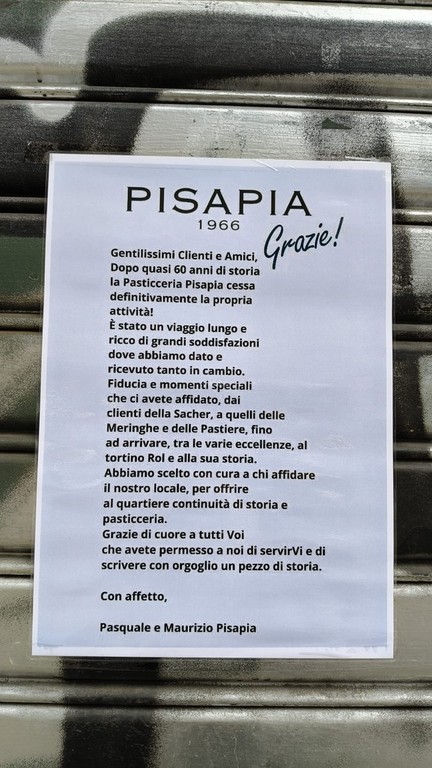 PISAPIA
1966
Grazie!
Gentilissimi Clienti e Amici,
Dopo quasi 60 anni di storia
la Pasticceria Pisapia cessa
definitivamente la propria
attività!
È stato un viaggio lungo e
ricco di grandi soddisfazioni
dove abbiamo dato e
ricevuto tanto in cambio.
Fiducia e momenti speciali
che ci avete affidato, dai
clienti della Sacher, a quelli delle
Meringhe e delle Pastiere, fino
ad arrivare, tra le varie eccellenze, al
tortino Rol e alla sua storia.
Abbiamo scelto con cura a chi affidare
il nostro locale, per offrire
al quartiere continuità di storia e
pasticceria.
Grazie di cuore a tutti Voi
che avete permesso a noi di servirVi e di
scrivere con orgoglio un pezzo di storia.
Con affetto,
Pasquale e Maurizio Pisapia